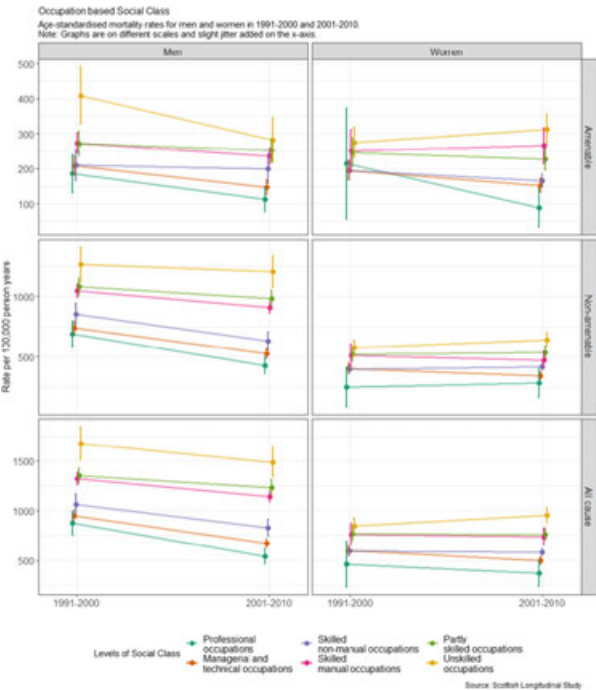 Occupation based Social Class
Age-standardised mortality rates for men and women in 1991-2000 and 2001-2010.
Note: Graphs are on different scales and slight jitter added on the x-axis.
Men
Women
500
400
300
200
100
Amenable
1000
500
Non-amenable
1500
1000
500
All cause
Rate per 100,000 person years
1991-2000
2001-2010
1991-2000
2001-2010
Levels of Social Class
Professional
occupations
Managerial and
technical occupations
Skilled
non-manual occupations
Skilled
manual occupations
Partly
skilled occupations
Unskilled
occupations
Source: Scottish Longitudinal Study